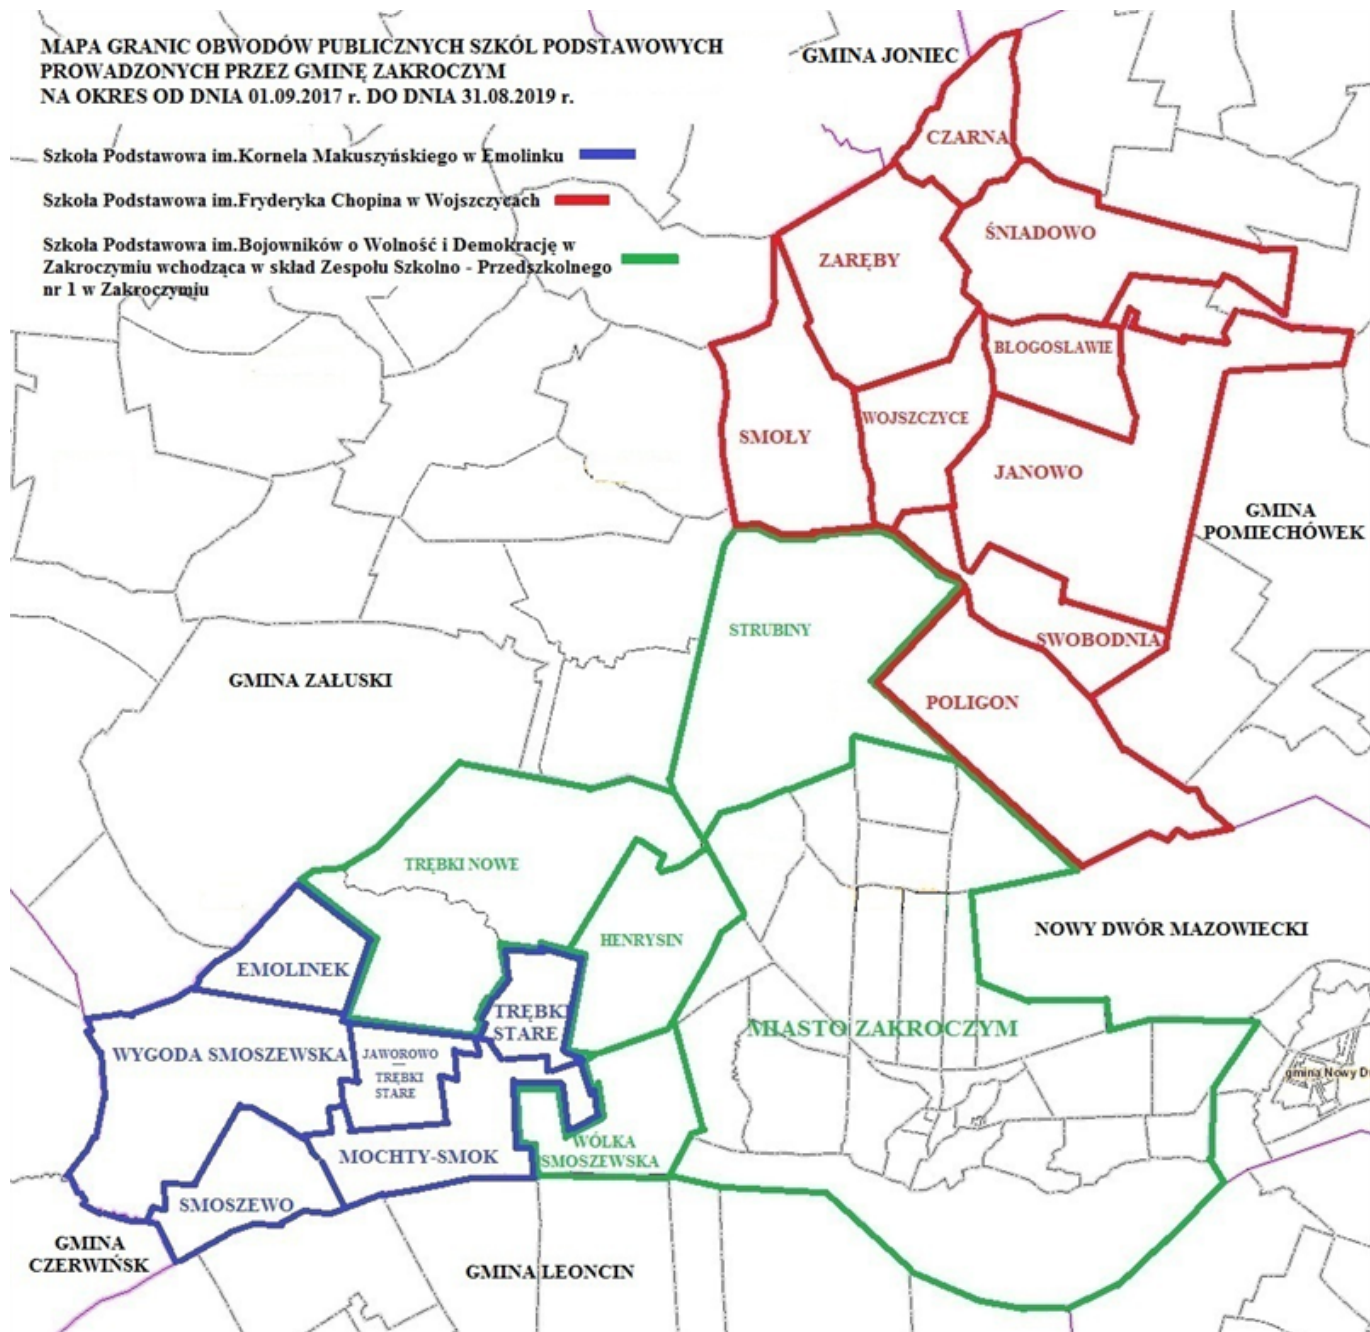 MAPA GRANIC OBWODÓW PUBLICZNYCH SZKÓL PODSTAWOWYCH
PROWADZONYCH PRZEZ GMINĘ ZAKROCZYM
NA OKRES OD DNIA 01.09.2017 r. DO DNIA 31.08.2019 r.
Szkoła Podstawowa im.Kornela Makuszyńskiego w Emolinku
Szkoła Podstawowa im.Fryderyka Chopina w Wojszczycach
Szkoła Podstawowa im.Bojowników o Wolność i Demokrację w
Zakroczymiu wchodząca w skład Zespołu Szkolno - Przedszkolnego
nr 1 w Zakroczymiu
GMINA JONIEC
CZARNA
ŚNIADOWO
ZARĘBY
BŁOGOSLAWIE
WOJSZCZYCE
SMOŁY
JANOWO
GMINA
POMIECHÓWEK
STRUBINY
SWOBODNIA
GMINA ZAŁUSKI
POLIGON
TRĘBKI NOWE
HENRYSIN
NOWY DWÓR MAZOWIECKI
EMOLINEK
TRĘBKI
STARE
MIASTO ZAKROCZYM
WYGODA SMOSZEWSKA
JAWOROWO
—
TRĘBKI
STARE
gmina Nowy D
MOCHTY-SMOK
WÓLKA
SMOSZEWSKA
SMOSZEWO
GMINA
CZERWIŃSK
GMINA LEONCIN